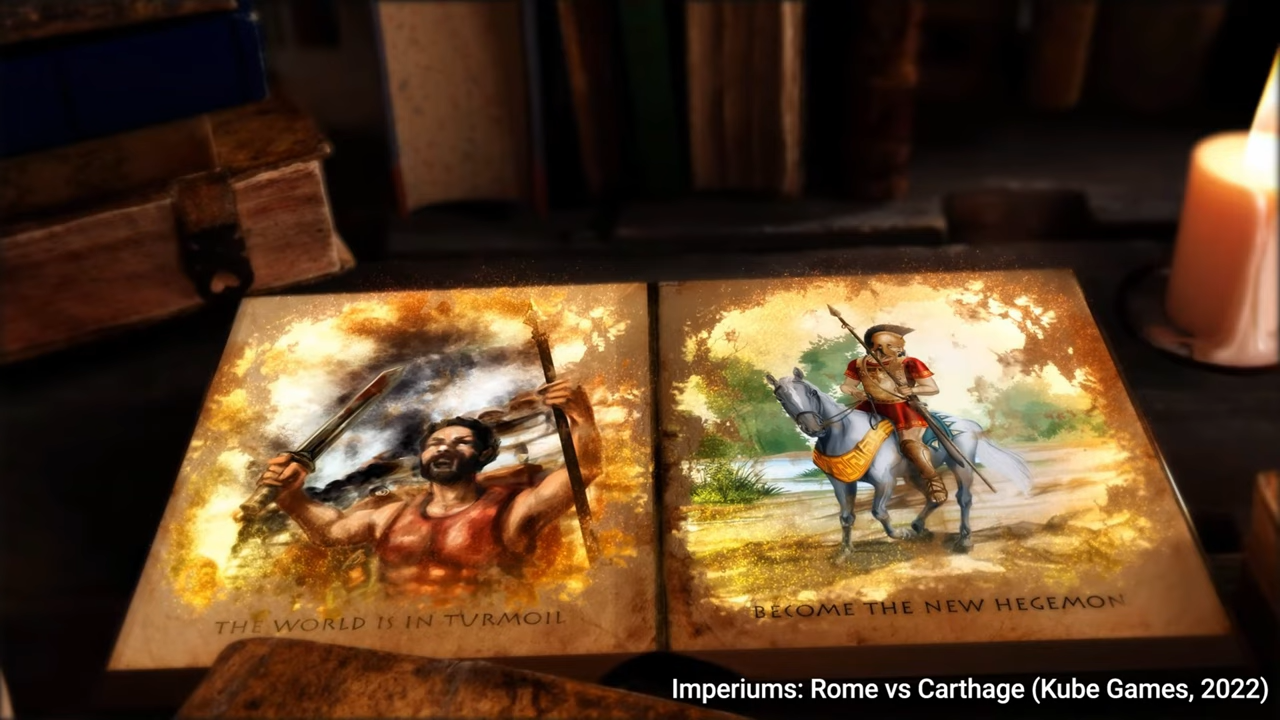 THE WORLD IS IN TURMOIL
BECOME THE NEW HEGEMON
Imperiums: Rome vs Carthage (Kube Games, 2022)